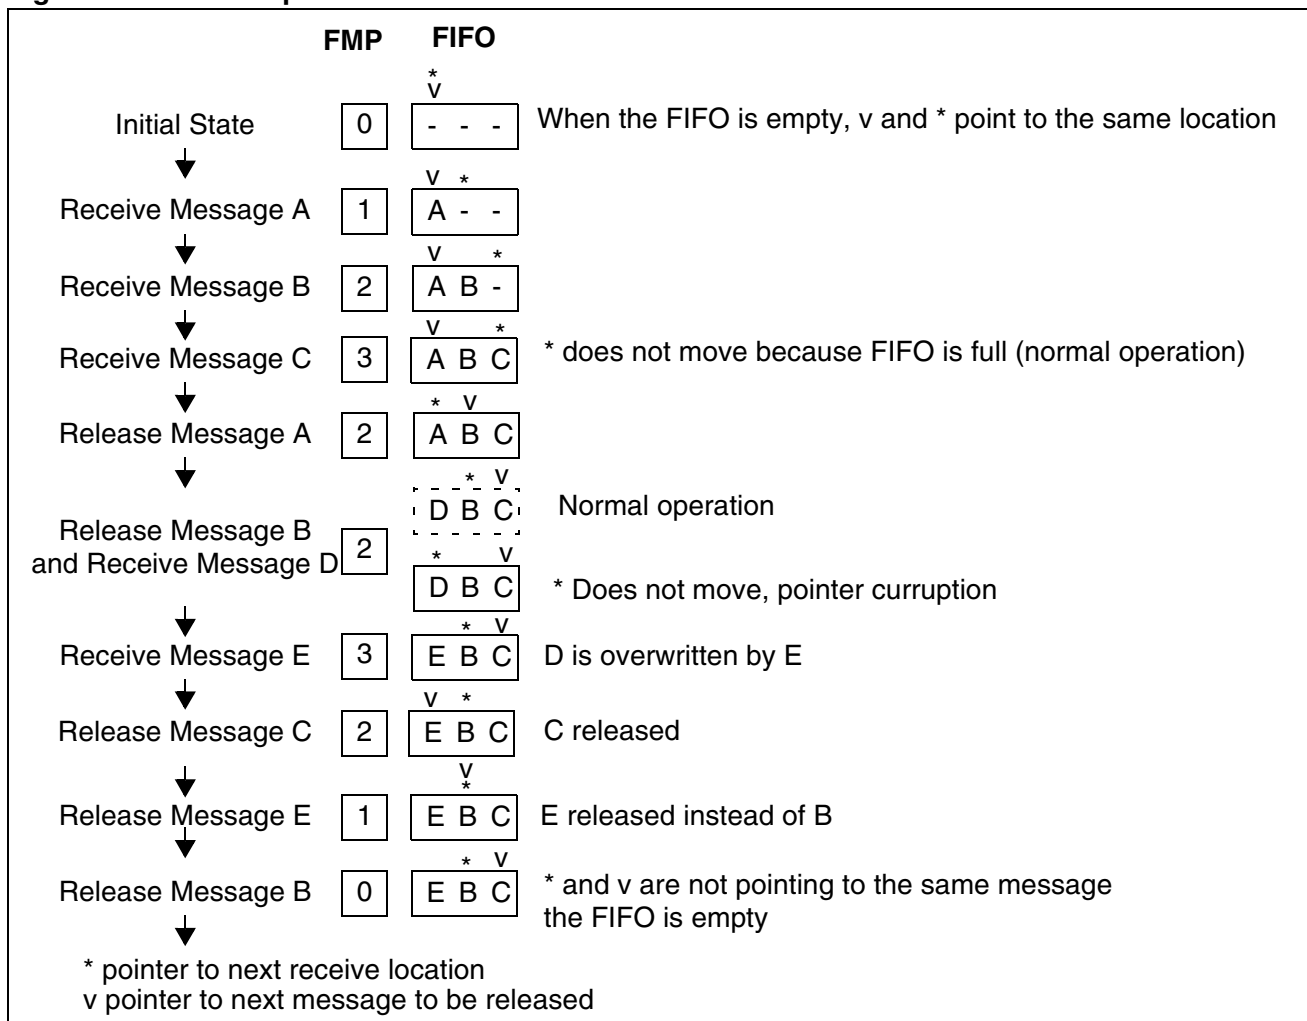 FMP FIFO
*
v
Initial State 0 - - - When the FIFO is empty, v and * point to the same location
v *
Receive Message A 1 A - -
v *
Receive Message B 2 A B -
v *
Receive Message C 3 A B C * does not move because FIFO is full (normal operation)
* v
Release Message A 2 A B C
* v
D B C Normal operation
Release Message B
and Receive Message D 2
* v
D B C * Does not move, pointer curruption
* v
Receive Message E 3 E B C D is overwritten by E
v *
Release Message C 2 E B C C released
v
*
Release Message E 1 E B C E released instead of B
* v
Release Message B 0 E B C * and v are not pointing to the same message
the FIFO is empty
* pointer to next receive location
v pointer to next message to be released